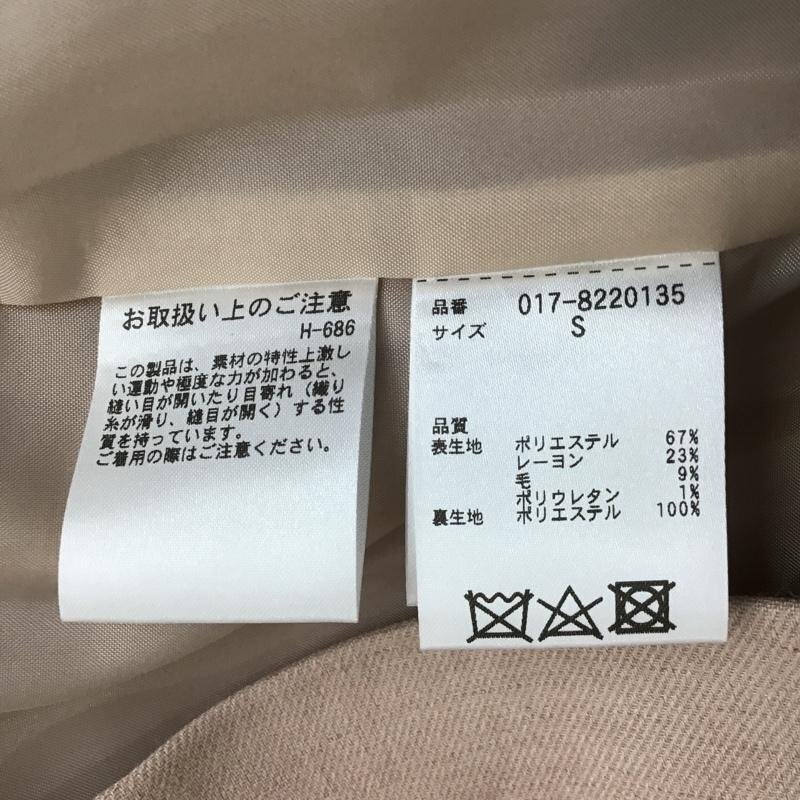 お取扱い上のご注意
H-686
この製品は、素材の特性上激し
い運動や極度な力が加わると、
縫い目が開いたり目寄れ（織り
糸が滑り、縫目が開く）する性
質を持っています。
ご着用の際はご注意ください。
品番 017-8220135
サイズ S
品質
表生地 ポリエステル 67%
レーヨン 23%
毛 9%
ポリウレタン 1%
裏生地 ポリエステル 100%